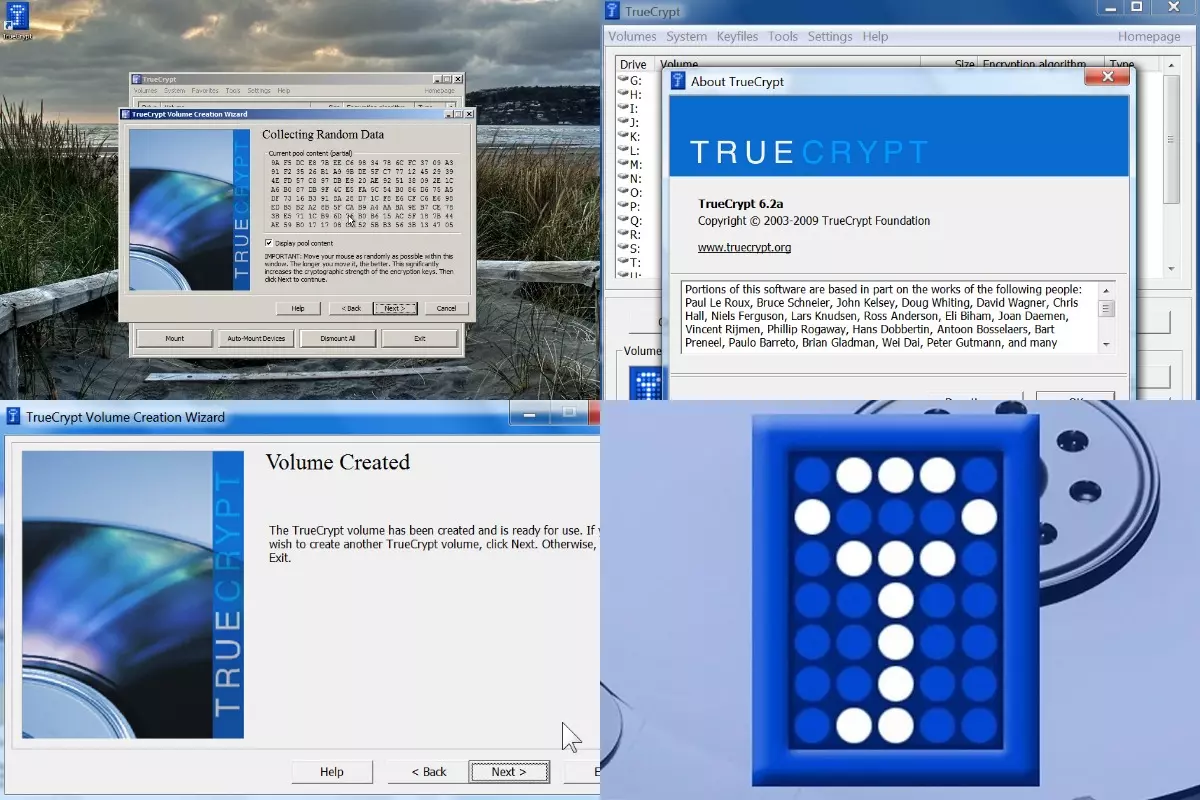 TrueCrypt
TrueCrypt
Volumes System Favorites Tools Settings Help Homepage
TrueCrypt Volume Creation Wizard
Collecting Random Data
Current pool content (partial)
Display pool content
IMPORTANT: Move your mouse as randomly as possible within this
window. The longer you move it, the better. This significantly
increases the cryptographic strength of the encryption keys. Then
click Next to continue.
TRUECRYPT
Help < Back Next > Cancel
Mount Auto-Mount Devices Dismount All Exit
TrueCrypt
Volumes System Keyfiles Tools Settings Help Homepage
Drive Volume Size Encryption algorithm Type
G:
H:
I:
J:
K:
L:
M:
N:
O:
P:
Q:
R:
S:
T:
U:
Volume
About TrueCrypt
TRUECRYPT
TrueCrypt 6.2a
Copyright © 2003-2009 TrueCrypt Foundation
www.truecrypt.org
Portions of this software are based in part on the works of the following people:
Paul Le Roux, Bruce Schneier, John Kelsey, Doug Whiting, David Wagner, Chris
Hall, Niels Ferguson, Lars Knudsen, Ross Anderson, Eli Biham, Joan Daemen,
Vincent Rijmen, Phillip Rogaway, Hans Dobbertin, Antoon Bosselaers, Bart
Preneel, Paulo Barreto, Brian Gladman, Wei Dai, Peter Gutmann, and many
TrueCrypt Volume Creation Wizard
Volume Created
The TrueCrypt volume has been created and is ready for use. If
wish to create another TrueCrypt volume, click Next. Otherwise,
Exit.
TRUECRYPT
Help < Back Next > E